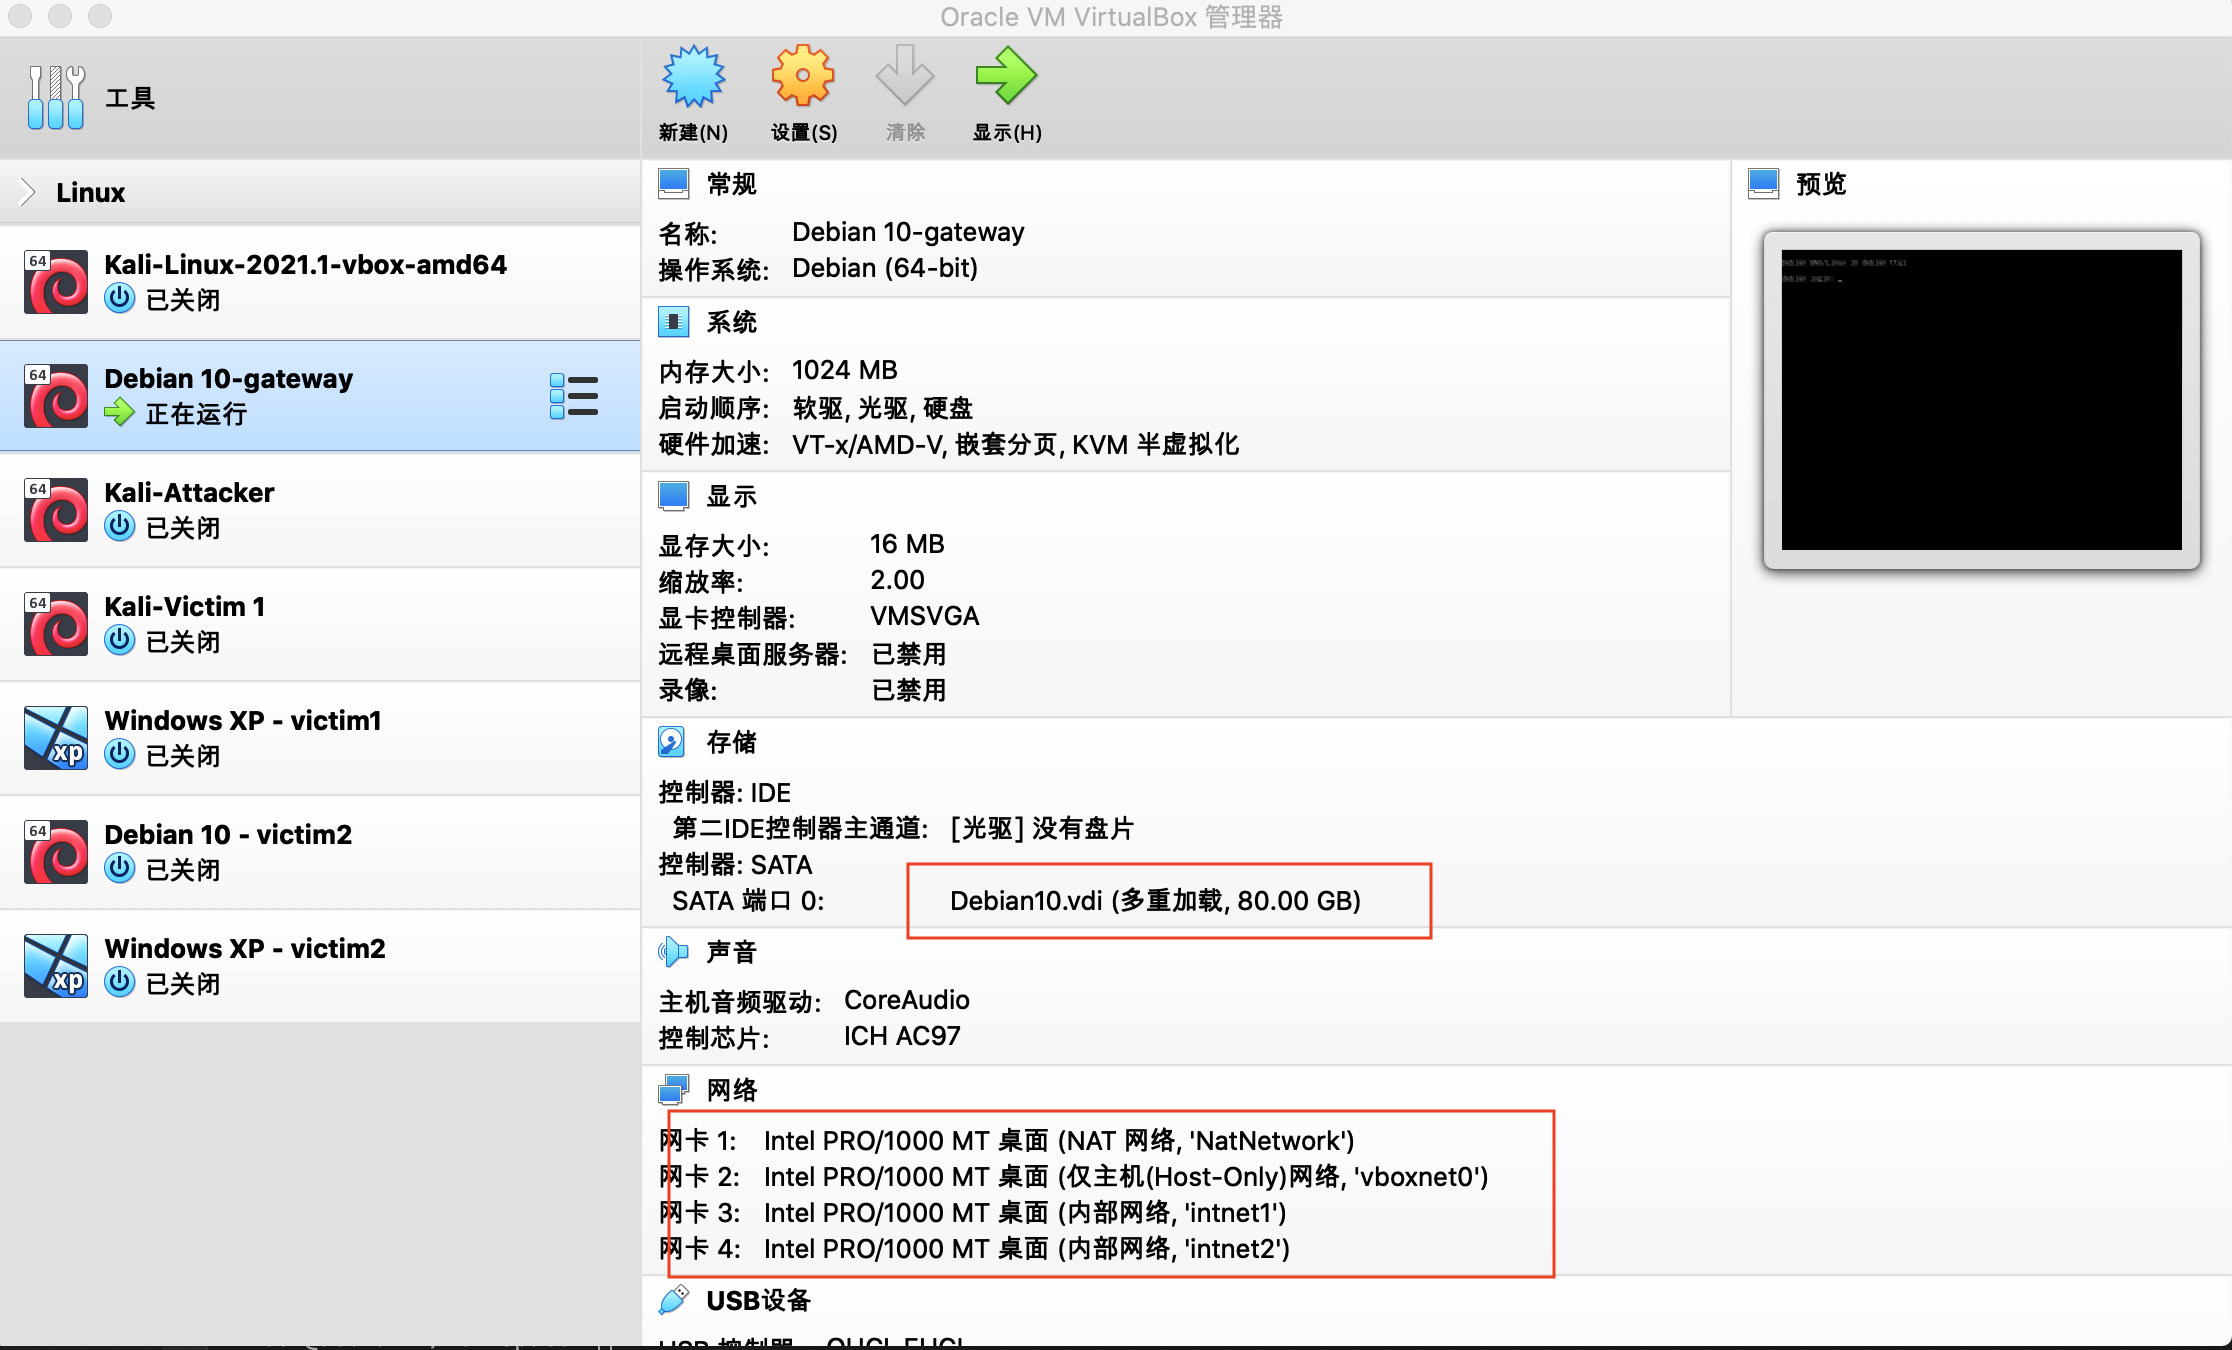 Oracle VM VirtualBox 管理器
工具
新建(N)
设置(S)
清除
显示(H)
Linux
64
Kali-Linux-2021.1-vbox-amd64
已关闭
64
Debian 10-gateway
正在运行
64
Kali-Attacker
已关闭
64
Kali-Victim 1
已关闭
xp
Windows XP - victim1
已关闭
64
Debian 10 - victim2
已关闭
xp
Windows XP - victim2
已关闭
常规
名称: Debian 10-gateway
操作系统: Debian (64-bit)
系统
内存大小: 1024 MB
启动顺序: 软驱, 光驱, 硬盘
硬件加速: VT-x/AMD-V, 嵌套分页, KVM 半虚拟化
显示
显存大小: 16 MB
缩放率: 2.00
显卡控制器: VMSVGA
远程桌面服务器: 已禁用
录像: 已禁用
存储
控制器: IDE
第二IDE控制器主通道: [光驱] 没有盘片
控制器: SATA
SATA 端口 0: Debian10.vdi (多重加载, 80.00 GB)
声音
主机音频驱动: CoreAudio
控制芯片: ICH AC97
网络
网卡 1: Intel PRO/1000 MT 桌面 (NAT 网络, 'NatNetwork')
网卡 2: Intel PRO/1000 MT 桌面 (仅主机(Host-Only)网络, 'vboxnet0')
网卡 3: Intel PRO/1000 MT 桌面 (内部网络, 'intnet1')
网卡 4: Intel PRO/1000 MT 桌面 (内部网络, 'intnet2')
USB设备
预览